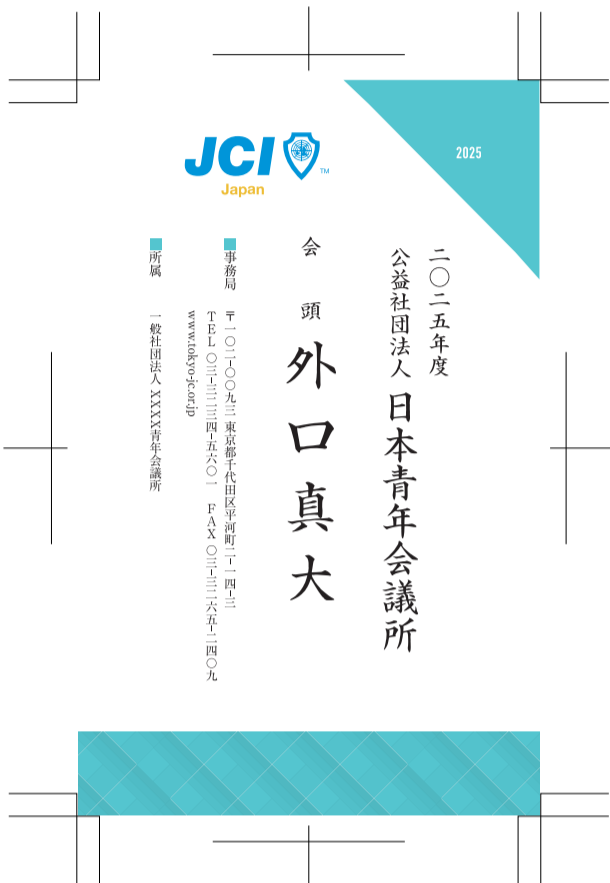 2025
JCI
TM
Japan
二〇二五年度
公益社団法人 日本青年会議所
会頭 外口真大
事務局 〒一〇二-〇〇九三 東京都千代田区平河町二-一四-三
TEL 〇三-三二三四-五六〇一 FAX 〇三-三二六五-二四〇九
www.tokyo-jc.or.jp
所属 一般社団法人 XXXX青年会議所